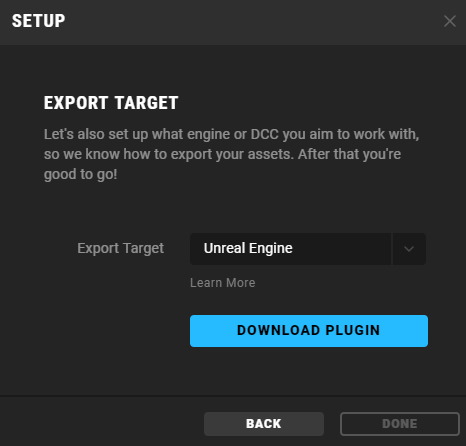 SETUP
EXPORT TARGET
Let's also set up what engine or DCC you aim to work with,
so we know how to export your assets. After that you're
good to go!
Export Target
Unreal Engine
Learn More
DOWNLOAD PLUGIN
BACK
DONE